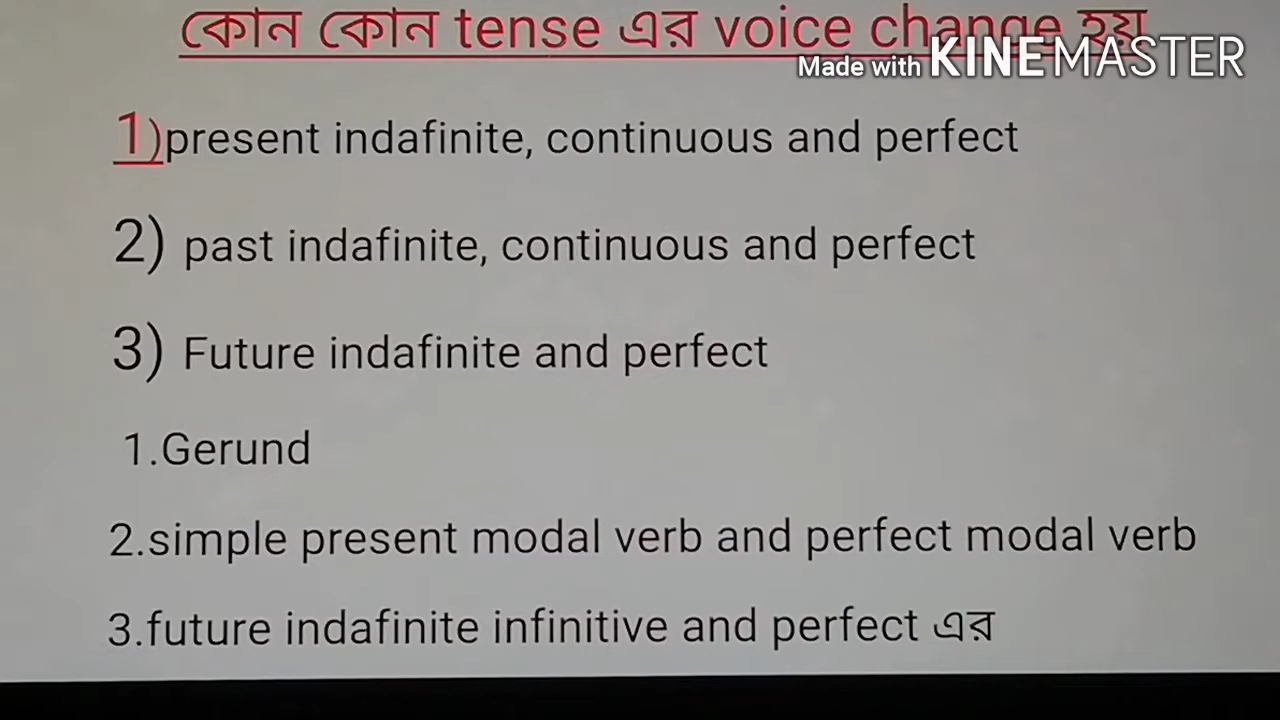 কোন কোন tense এর voice change হয়
Made with KINEMASTER
1)present indafinite, continuous and perfect
2) past indafinite, continuous and perfect
3) Future indafinite and perfect
1.Gerund
2.simple present modal verb and perfect modal verb
3.future indafinite infinitive and perfect এর